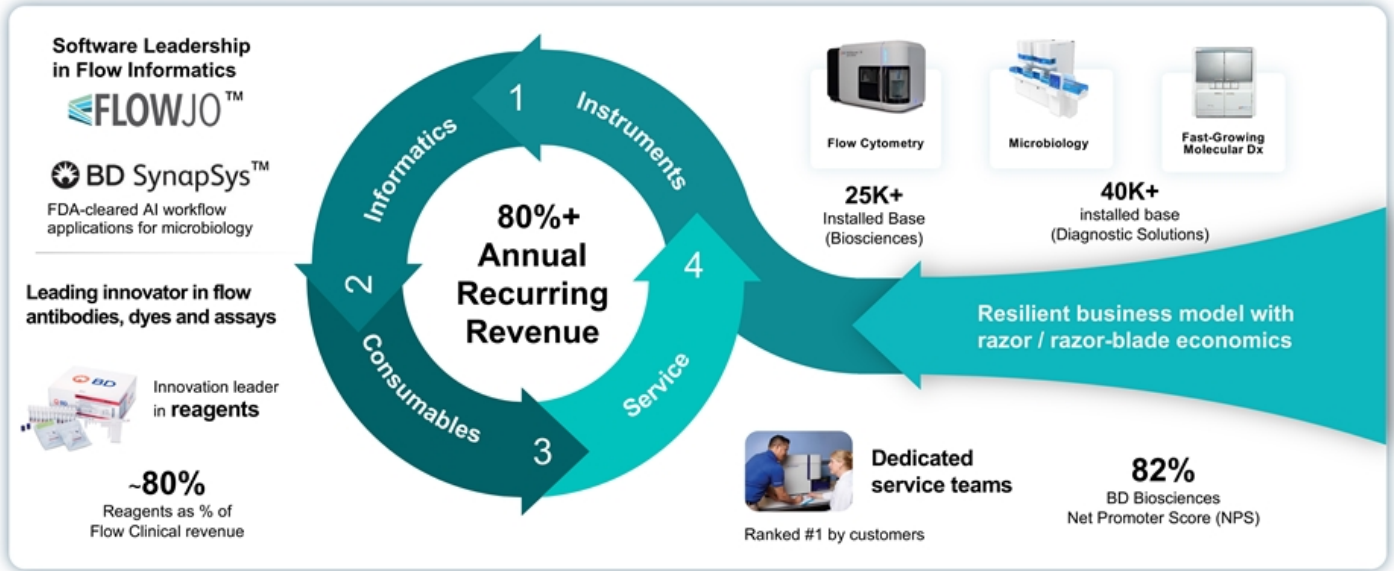 Software Leadership
in Flow Informatics
FLOWJO™
BD SynapSys™
FDA-cleared AI workflow
applications for microbiology
Leading innovator in flow
antibodies, dyes and assays
BD
Innovation leader
in reagents
~80%
Reagents as % of
Flow Clinical revenue
1
Instruments
Informatics
2
Consumables
3
Service
4
80%+
Annual
Recurring
Revenue
Flow Cytometry
Microbiology
Fast-Growing
Molecular Dx
25K+
Installed Base
(Biosciences)
40K+
installed base
(Diagnostic Solutions)
Resilient business model with
razor / razor-blade economics
Dedicated
service teams
Ranked #1 by customers
82%
BD Biosciences
Net Promoter Score (NPS)